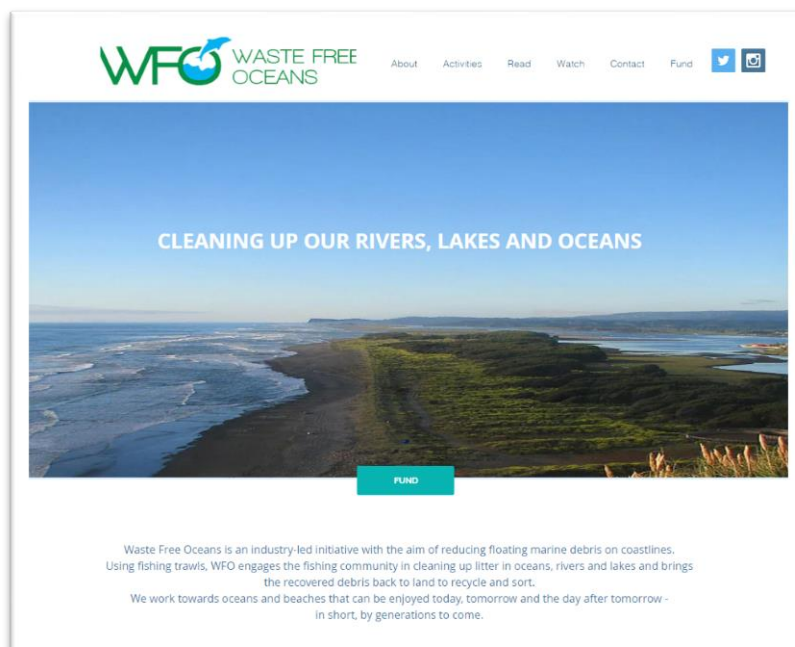 WFO WASTE FREE
OCEANS
About Activities Read Watch Contact Fund
CLEANING UP OUR RIVERS, LAKES AND OCEANS
FUND
Waste Free Oceans is an industry-led initiative with the aim of reducing floating marine debris on coastlines.
Using fishing trawls, WFO engages the fishing community in cleaning up litter in oceans, rivers and lakes and brings
the recovered debris back to land to recycle and sort.
We work towards oceans and beaches that can be enjoyed today, tomorrow and the day after tomorrow -
in short, by generations to come.